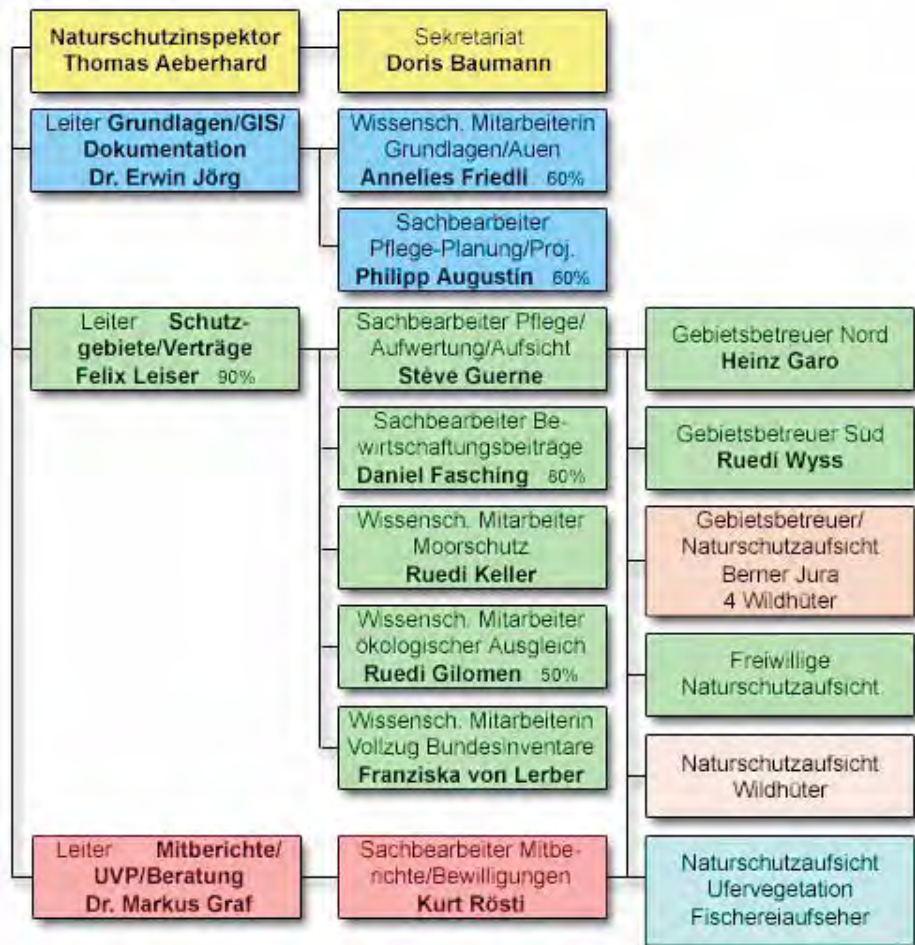 Naturschutzinspektor
Thomas Aeberhard
Sekretariat
Doris Baumann
Leiter Grundlagen/GIS/
Dokumentation
Dr. Erwin Jörg
Wissensch. Mitarbeiterin
Grundlagen/Auen
Annelies Friedli 60%
Sachbearbeiter
Pflege-Planung/Proj.
Philipp Augustin 60%
Leiter Schutz-
gebiete/Verträge
Felix Leiser 90%
Sachbearbeiter Pflege/
Aufwertung/Aufsicht
Stève Guerne
Sachbearbeiter Be-
wirtschaftungsbeiträge
Daniel Fasching 80%
Wissensch. Mitarbeiter
Moorschutz
Ruedi Keller
Wissensch. Mitarbeiter
ökologischer Ausgleich
Ruedi Gilomen 50%
Wissensch. Mitarbeiterin
Vollzug Bundesinventare
Franziska von Lerber
Gebietsbetreuer Nord
Heinz Garo
Gebietsbetreuer Süd
Ruedi Wyss
Gebietsbetreuer/
Naturschutzaufsicht
Berner Jura
4 Wildhüter
Freiwillige
Naturschutzaufsicht
Naturschutzaufsicht
Wildhüter
Leiter Mitberichte/
UVP/Beratung
Dr. Markus Graf
Sachbearbeiter Mitbe-
richte/Bewilligungen
Kurt Rösti
Naturschutzaufsicht
Ufervegetation
Fischereiaufseher